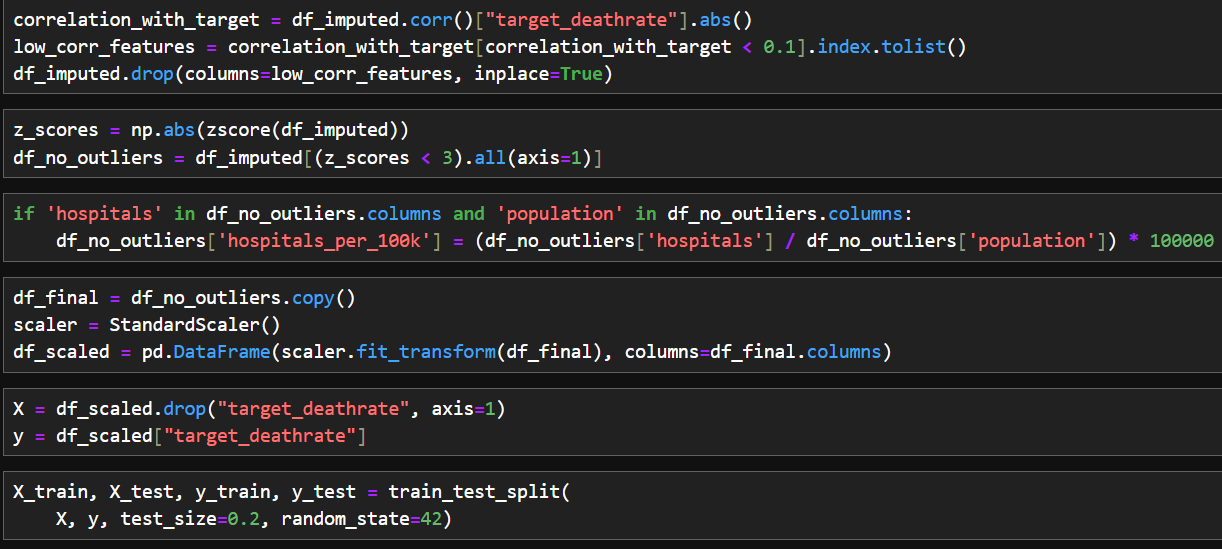 correlation_with_target = df_imputed.corr()["target_deathrate"].abs()
low_corr_features = correlation_with_target[correlation_with_target < 0.1].index.tolist()
df_imputed.drop(columns=low_corr_features, inplace=True)
z_scores = np.abs(zscore(df_imputed))
df_no_outliers = df_imputed[(z_scores < 3).all(axis=1)]
if 'hospitals' in df_no_outliers.columns and 'population' in df_no_outliers.columns:
    df_no_outliers['hospitals_per_100k'] = (df_no_outliers['hospitals'] / df_no_outliers['population']) * 100000
df_final = df_no_outliers.copy()
scaler = StandardScaler()
df_scaled = pd.DataFrame(scaler.fit_transform(df_final), columns=df_final.columns)
X = df_scaled.drop("target_deathrate", axis=1)
y = df_scaled["target_deathrate"]
X_train, X_test, y_train, y_test = train_test_split(
    X, y, test_size=0.2, random_state=42)